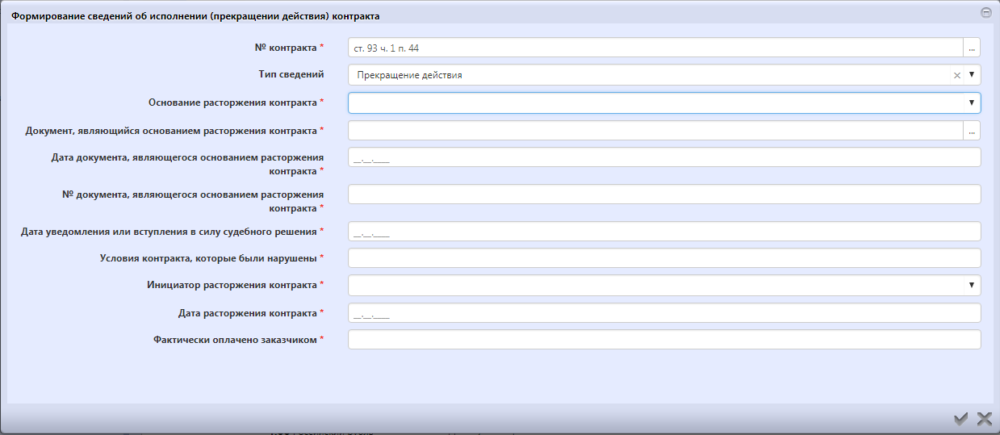 Формирование сведений об исполнении (прекращении действия) контракта
№ контракта * ст. 93 ч. 1 п. 44 ...
Тип сведений Прекращение действия × ▼
Основание расторжения контракта * ▼
Документ, являющийся основанием расторжения контракта * ...
Дата документа, являющегося основанием расторжения
контракта * __.__.____
№ документа, являющегося основанием расторжения
контракта *
Дата уведомления или вступления в силу судебного решения * __.__.____
Условия контракта, которые были нарушены *
Инициатор расторжения контракта * ▼
Дата расторжения контракта * __.__.____
Фактически оплачено заказчиком *